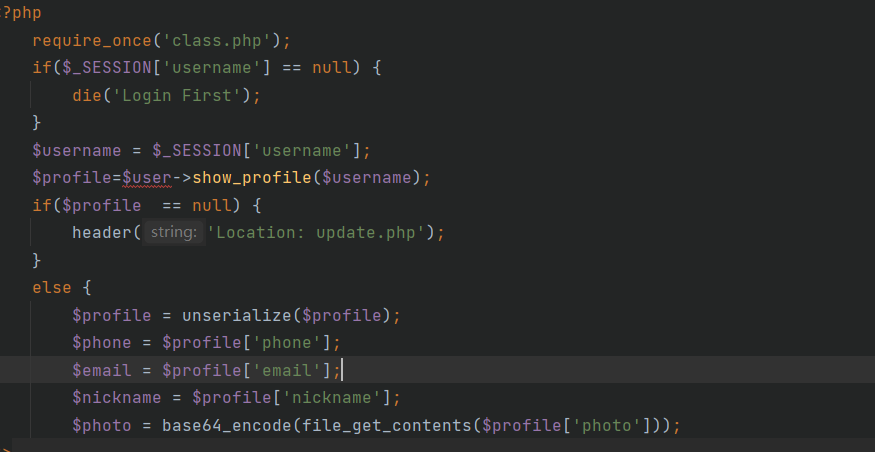 <?php
require_once('class.php');
if($_SESSION['username'] == null) {
die('Login First');
}
$username = $_SESSION['username'];
$profile=$user->show_profile($username);
if($profile  == null) {
header( string: 'Location: update.php');
}
else {
$profile = unserialize($profile);
$phone = $profile['phone'];
$email = $profile['email'];
$nickname = $profile['nickname'];
$photo = base64_encode(file_get_contents($profile['photo']));